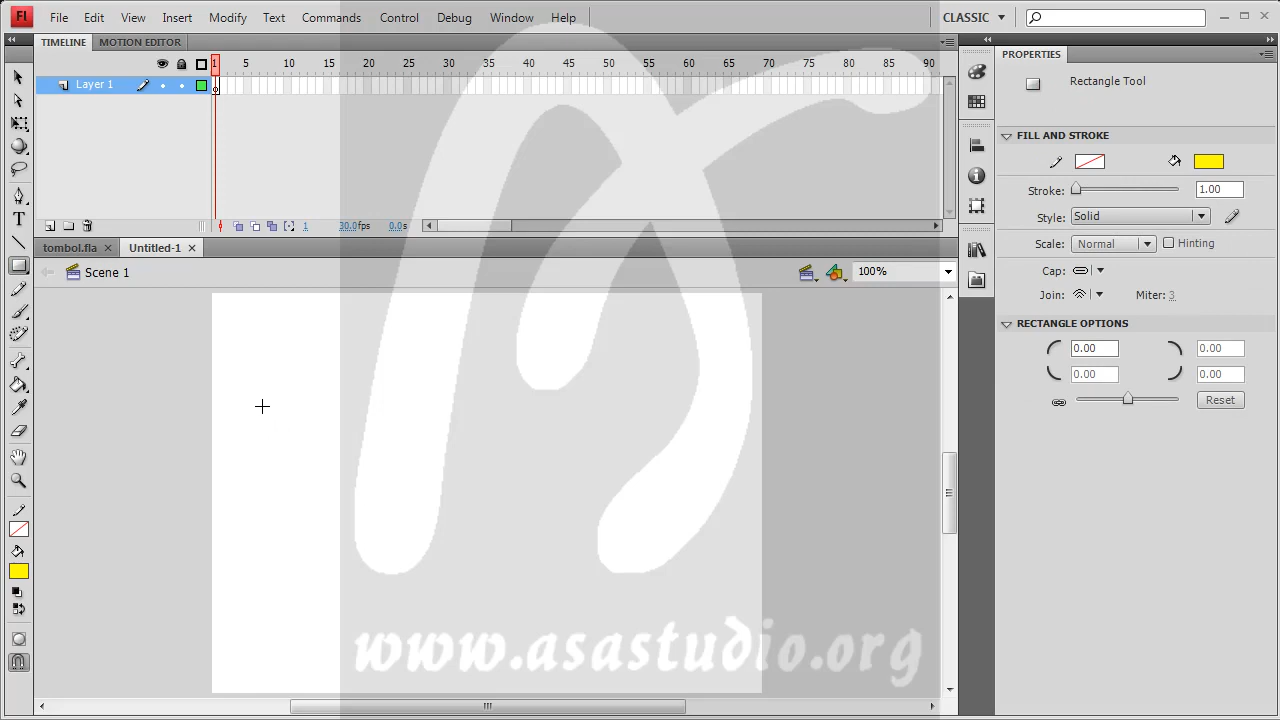 Fl File Edit View Insert Modify Text Commands Control Debug Window Help CLASSIC
TIMELINE MOTION EDITOR
PROPERTIES
1 5 10 15 20 25 30 35 40 45 50 55 60 65 70 75 80 85 90
Layer 1
Rectangle Tool
FILL AND STROKE
Stroke: 1.00
Style: Solid
Scale: Normal Hinting
Cap:
Join: Miter: 3
RECTANGLE OPTIONS
0.00 0.00
0.00 0.00
Reset
1 30.0fps 0.0s
tombol.fla Untitled-1
Scene 1 100%
T
www.asastudio.org